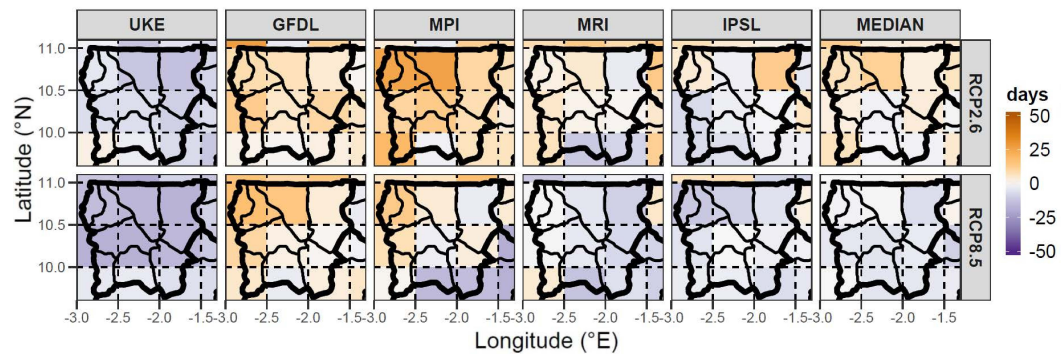 UKE GFDL MPI MRI IPSL MEDIAN
11.0
10.5
10.0
RCP2.6
11.0
10.5
10.0
RCP8.5
Latitude (°N)
-3.0 -2.5 -2.0 -1.5 -3.0 -2.5 -2.0 -1.5 -3.0 -2.5 -2.0 -1.5 -3.0 -2.5 -2.0 -1.5 -3.0 -2.5 -2.0 -1.5 -3.0 -2.5 -2.0 -1.5
Longitude (°E)
days
50
25
0
-25
-50